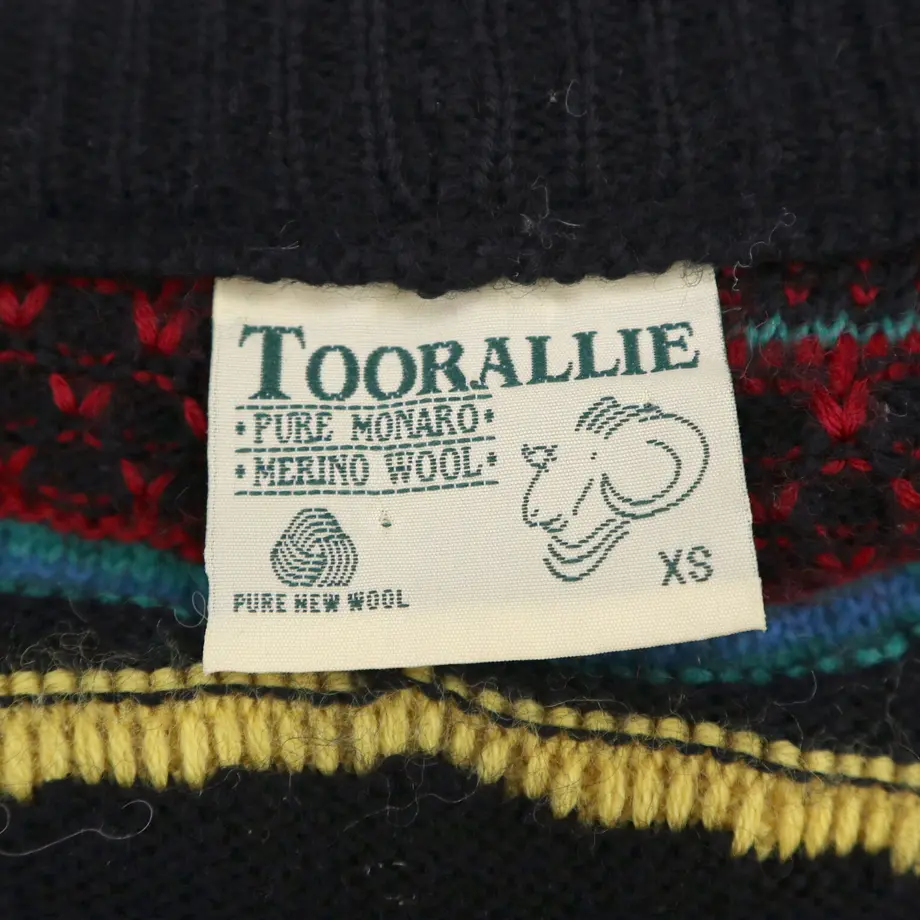 TOORALLIE
• PURE MONARO •
• MERINO WOOL •
XS
PURE NEW WOOL